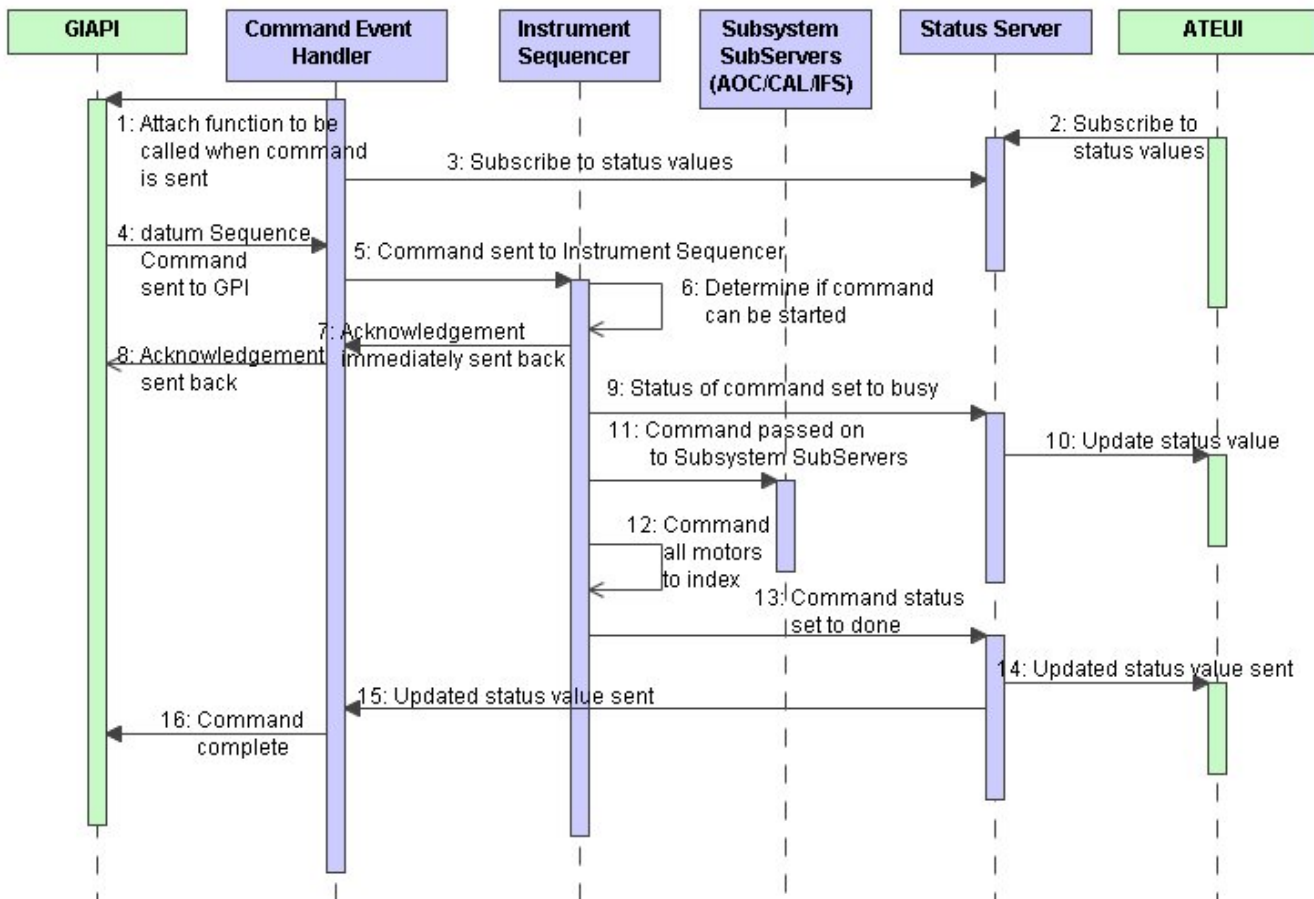 GIAPI
Command Event
Handler
Instrument
Sequencer
Subsystem
SubServers
(AOC/CAL/IFS)
Status Server
ATEUI
1: Attach function to be
called when command
is sent
2: Subscribe to
status values
3: Subscribe to status values
4: datum Sequence
Command
sent to GPI
5: Command sent to Instrument Sequencer
6: Determine if command
can be started
7: Acknowledgement
immediately sent back
8: Acknowledgement
sent back
9: Status of command set to busy
10: Update status value
11: Command passed on
to Subsystem SubServers
12: Command
all motors
to index
13: Command status
set to done
14: Updated status value sent
15: Updated status value sent
16: Command
complete